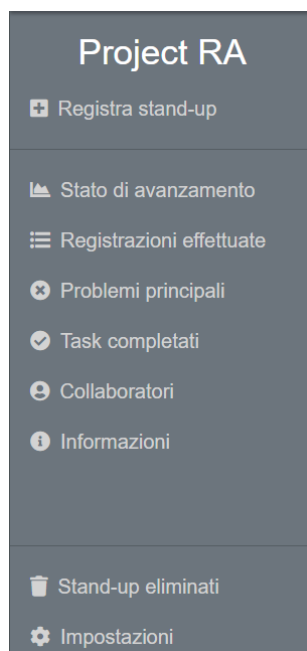 Project RA
Registra stand-up
Stato di avanzamento
Registrazioni effettuate
Problemi principali
Task completati
Collaboratori
Informazioni
Stand-up eliminati
Impostazioni